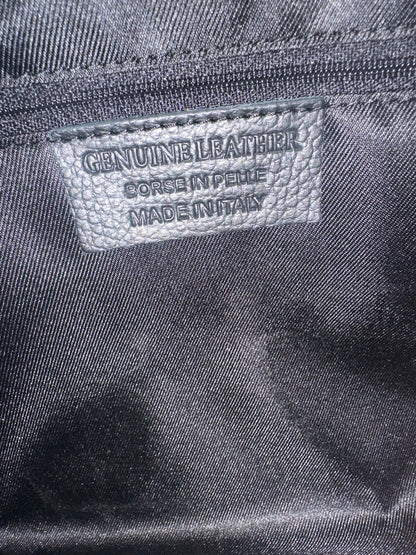 GENUINE LEATHER
BORSE IN PELLE
MADE IN ITALY